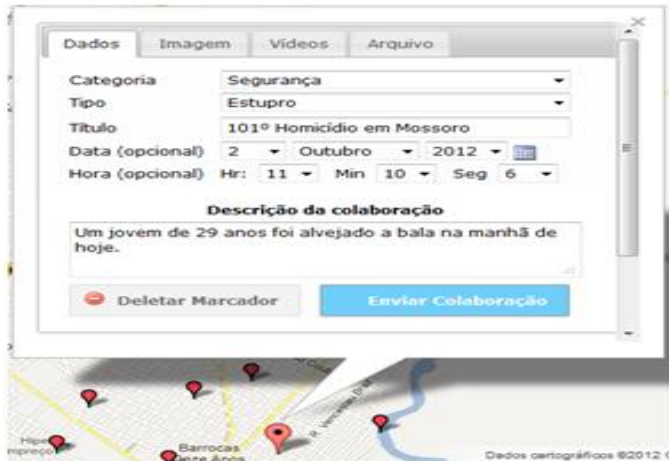 Dados Imagem Vídeos Arquivo
Categoria Segurança
Tipo Estupro
Título 101º Homicídio em Mossoro
Data (opcional) 2 Outubro 2012
Hora (opcional) Hr: 11 Min 10 Seg 6
Descrição da colaboração
Um jovem de 29 anos foi alvejado a bala na manhã de
hoje.
Deletar Marcador Enviar Colaboração
Barrocas
Dados cartográficos ©2012